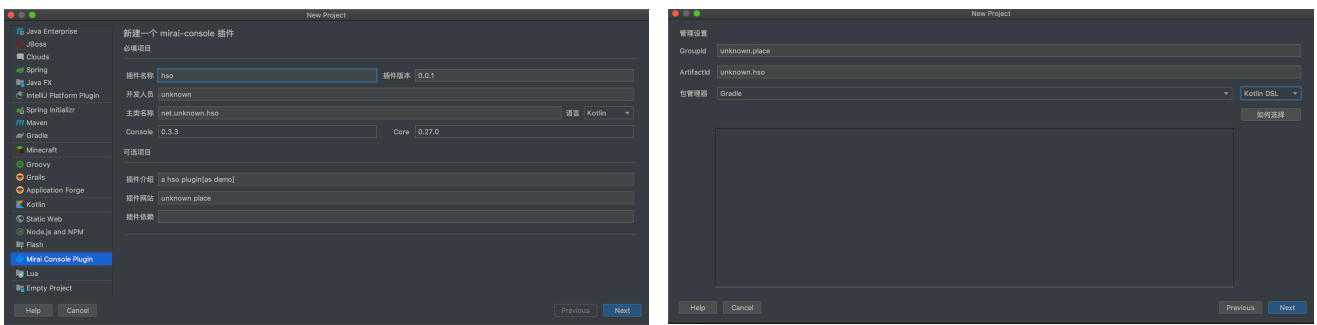 New Project
Java Enterprise
JBoss
Clouds
Spring
Java FX
IntelliJ Platform Plugin
Spring Initializr
Maven
Gradle
Minecraft
Groovy
Grails
Application Forge
Kotlin
Static Web
Node.js and NPM
Flash
Mirai Console Plugin
Lua
Empty Project
新建一个 mirai-console 插件
必填项目
插件名称 hso 插件版本 0.0.1
开发人员 unknown
主类名称 net.unknown.hso 语言 Kotlin
Console 0.3.3 Core 0.27.0
可选项目
插件介绍 a hso plugin[as demo]
插件网站 unknown place
插件依赖
Help Cancel Previous Next
New Project
管理设置
GroupId unknown.place
ArtifactId unknown.hso
包管理器 Gradle Kotlin DSL
如何选择
Help Cancel Previous Next